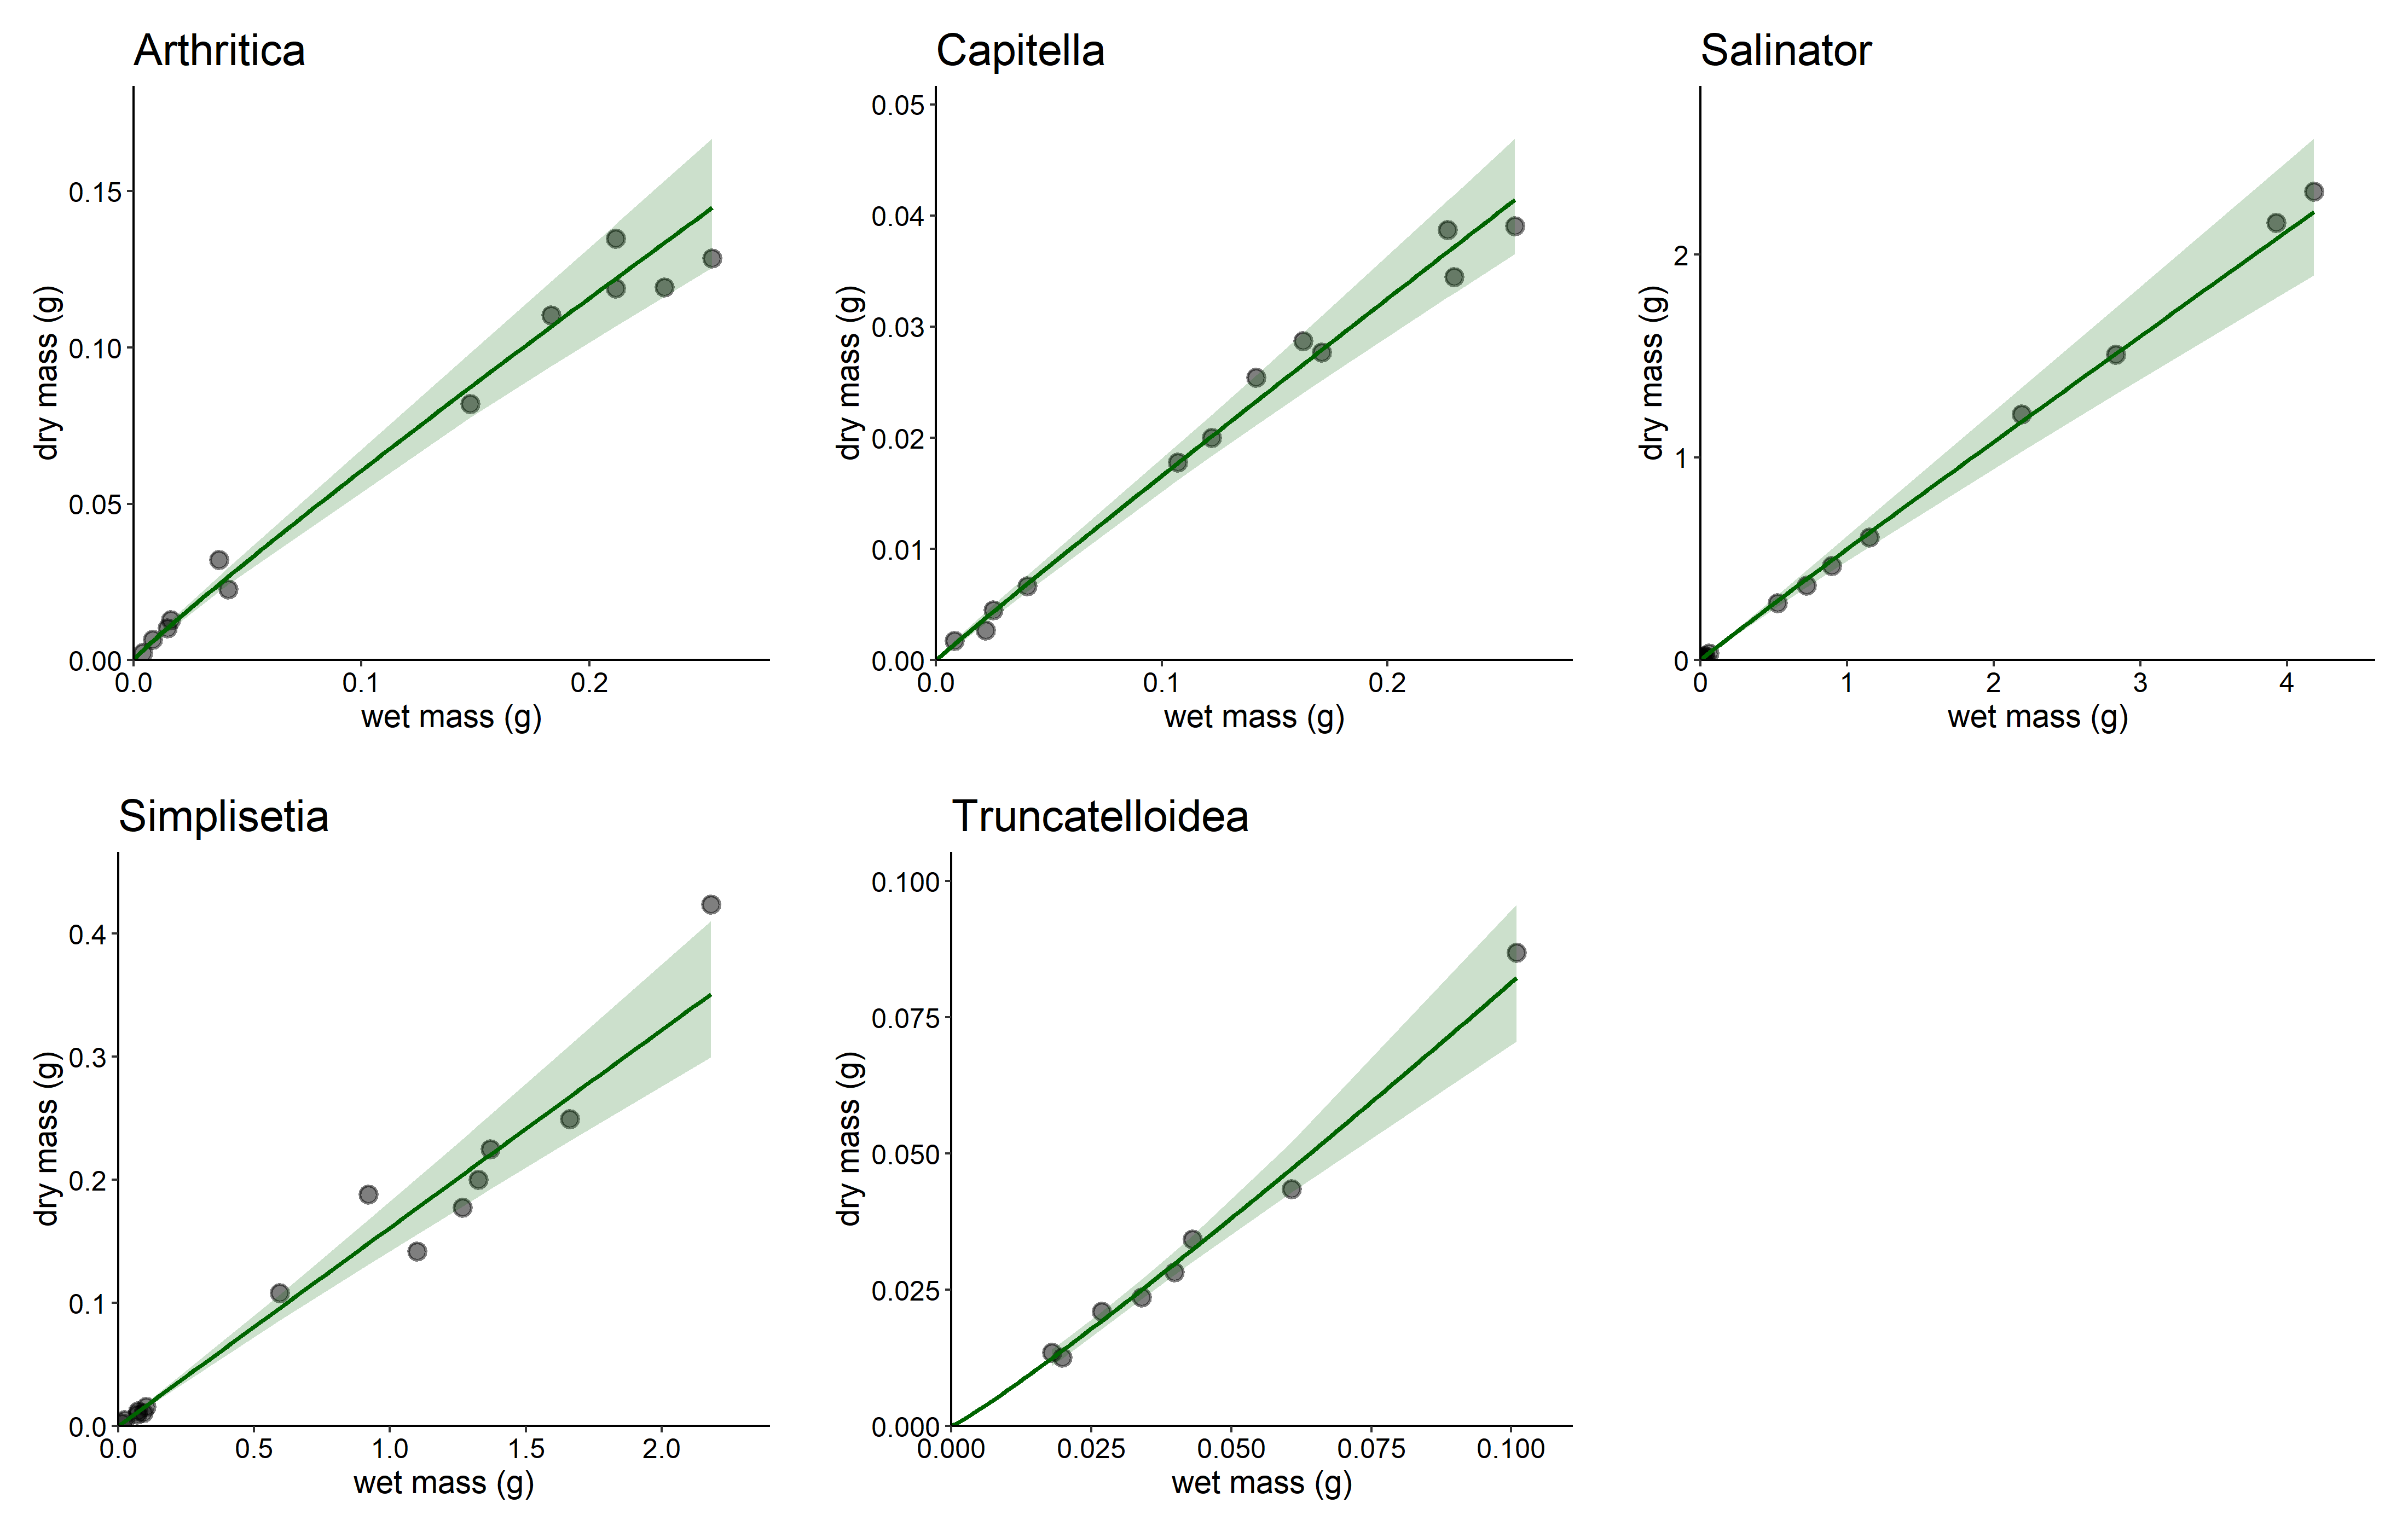 Arthritica
dry mass (g)
0.15
0.10
0.05
0.00
0.0 0.1 0.2
wet mass (g)
Capitella
dry mass (g)
0.05
0.04
0.03
0.02
0.01
0.00
0.0 0.1 0.2
wet mass (g)
Salinator
dry mass (g)
2
1
0
0 1 2 3 4
wet mass (g)
Simplisetia
dry mass (g)
0.4
0.3
0.2
0.1
0.0
0.0 0.5 1.0 1.5 2.0
wet mass (g)
Truncatelloidea
dry mass (g)
0.100
0.075
0.050
0.025
0.000
0.000 0.025 0.050 0.075 0.100
wet mass (g)